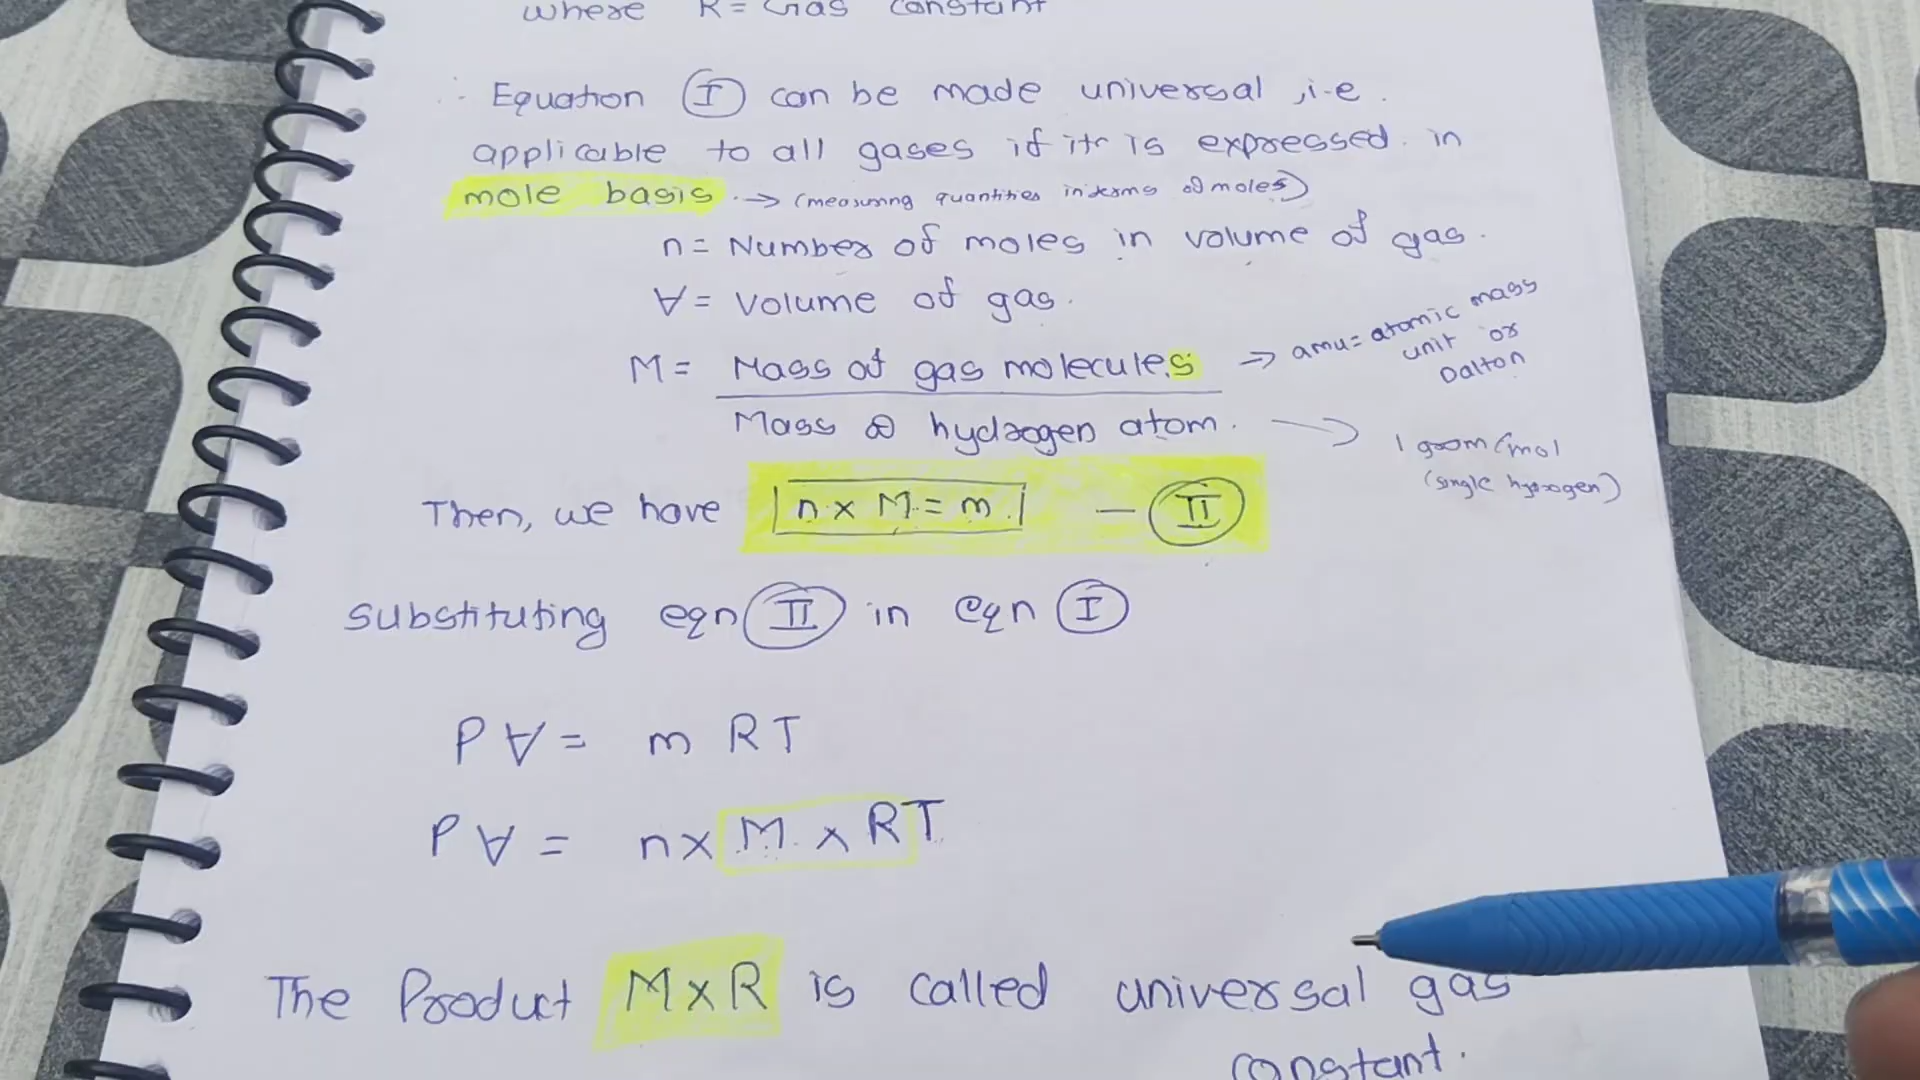 where R = Gas constant
∴ Equation I can be made universal, i.e.
applicable to all gases if it is expressed in
mole basis. → (measuring quantities in terms of moles)
n = Number of moles in volume of gas.
∀ = Volume of gas.
M = Mass of gas molecules → amu = atomic mass
unit or
Dalton
Mass of hydrogen atom. → 1 gram/mol
(single hydrogen)
Then, we have n x M = m — II
substituting eqn II in eqn I
P∀ = m RT
P∀ = n x M x RT
The Product M x R is called universal gas
constant.